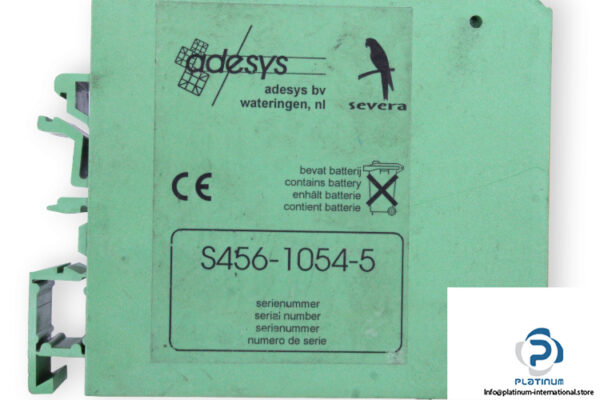 adesys
adesys bv
wateringen, nl
severa
CE
bevat batterij
contains battery
enhält batterie
contient batterie
S456-1054-5
serienummer
serial number
serienummer
numero de serie
PLATINUM
Info@platinum-international.store